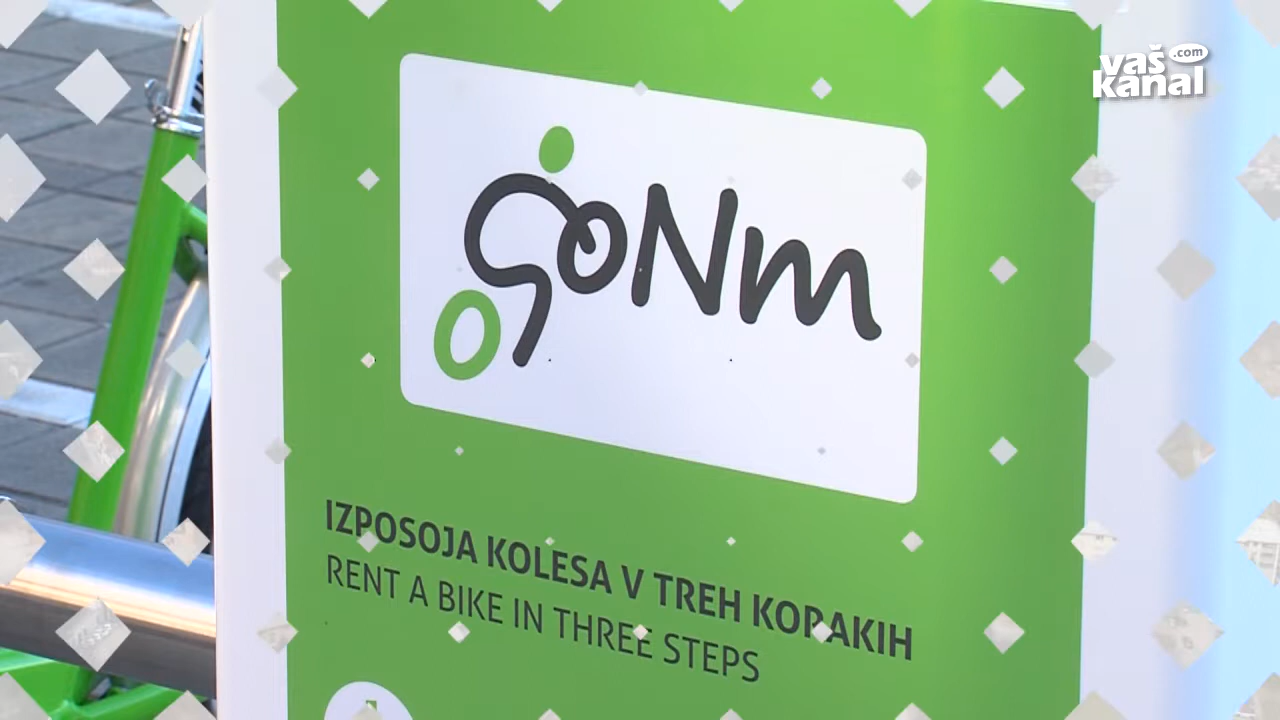 vaš
.com
kanal
GoNm
IZPOSOJA KOLESA V TREH KORAKIH
RENT A BIKE IN THREE STEPS